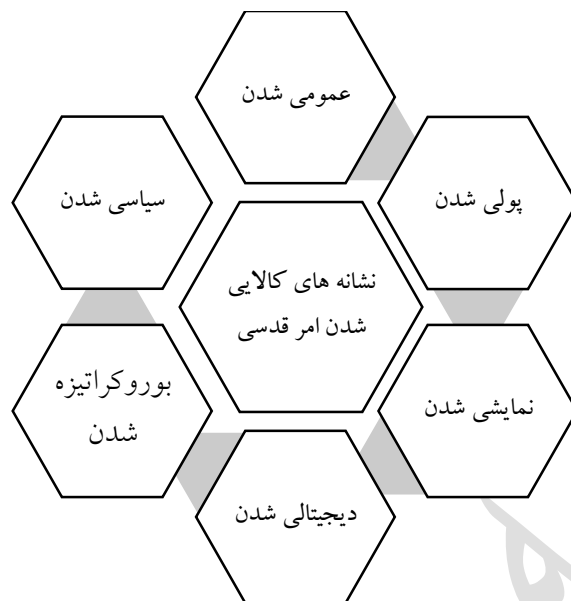 عمومی شدن
پولی شدن
سیاسی شدن
نشانه های کالایی
شدن امر قدسی
نمایشی شدن
بوروکراتیزه
شدن
دیجیتالی شدن